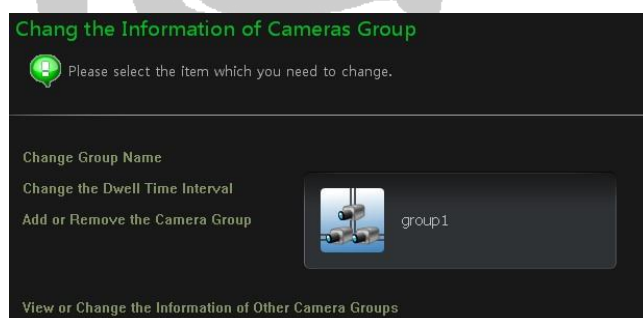 Chang the Information of Cameras Group
Please select the item which you need to change.
Change Group Name
Change the Dwell Time Interval
Add or Remove the Camera Group
group1
View or Change the Information of Other Camera Groups